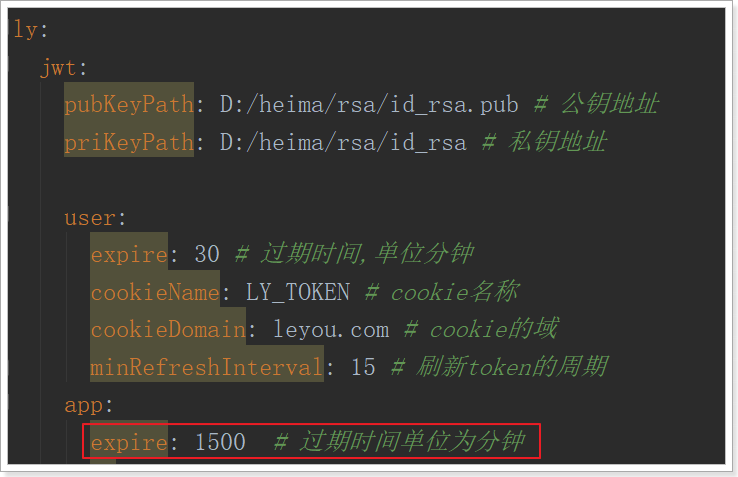 ly:
jwt:
pubKeyPath: D:/heima/rsa/id_rsa.pub # 公钥地址
priKeyPath: D:/heima/rsa/id_rsa # 私钥地址
user:
expire: 30 # 过期时间,单位分钟
cookieName: LY_TOKEN # cookie名称
cookieDomain: leyou.com # cookie的域
minRefreshInterval: 15 # 刷新token的周期
app:
expire: 1500  # 过期时间单位为分钟